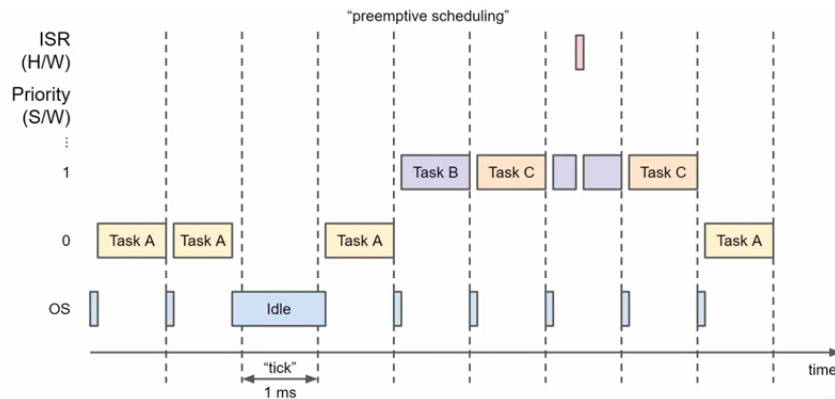 “preemptive scheduling”
ISR
(H/W)
Priority
(S/W)
⋮
1
Task B
Task C
Task C
0
Task A
Task A
Task A
Task A
OS
Idle
“tick”
1 ms
time